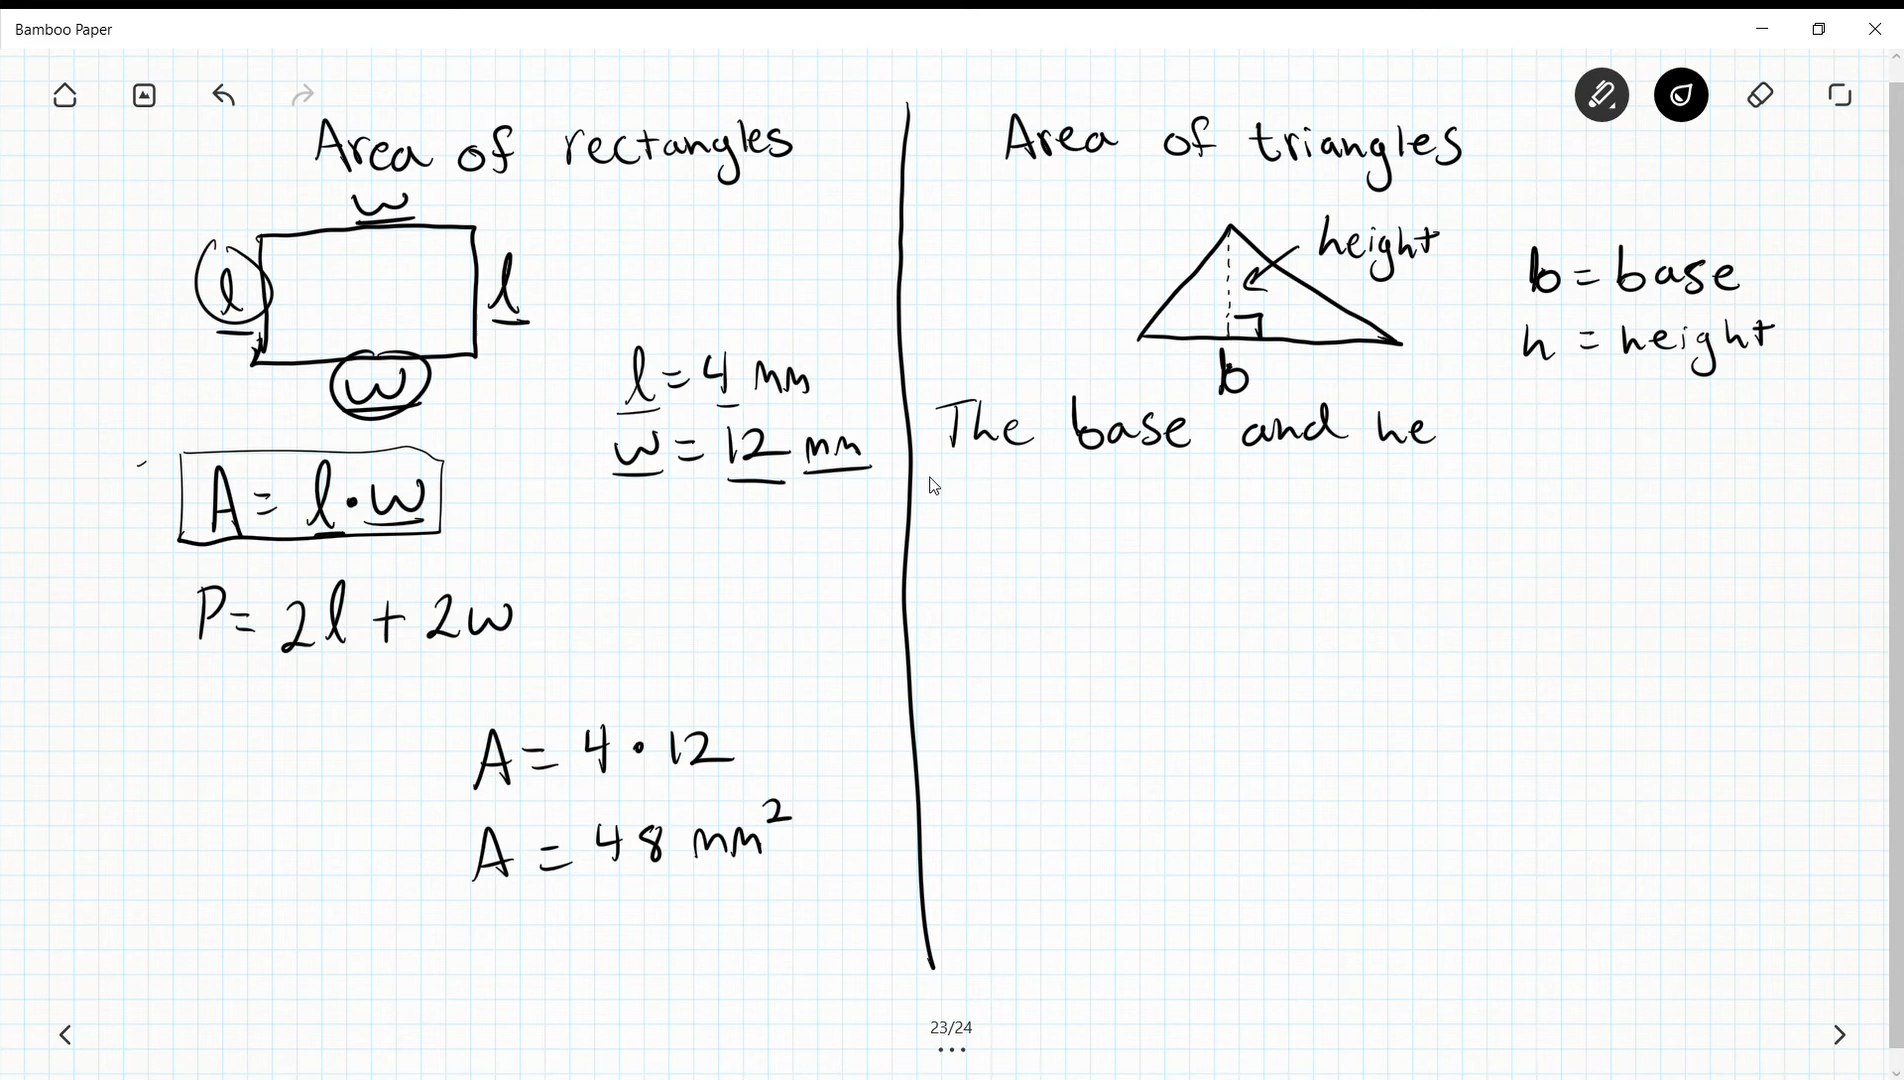 Bamboo Paper
Area of rectangles
w
l
l
w
l = 4 mm
w = 12 mm
A = l · w
P = 2l + 2w
A = 4 · 12
A = 48 mm²
Area of triangles
height
b
b = base
h = height
The base and he
23/24